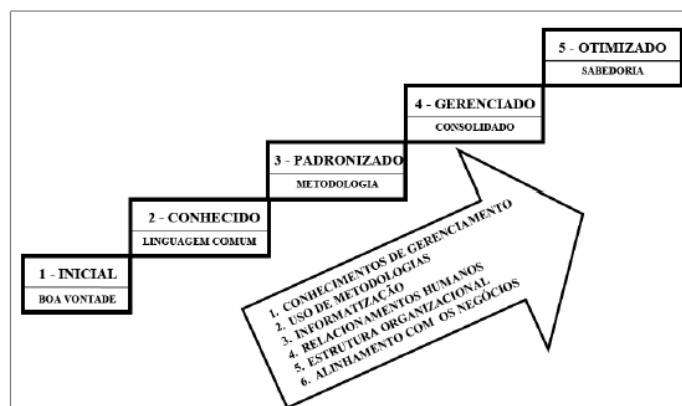 5 - OTIMIZADO
SABEDORIA
4 - GERENCIADO
CONSOLIDADO
3 - PADRONIZADO
METODOLOGIA
2 - CONHECIDO
LINGUAGEM COMUM
1 - INICIAL
BOA VONTADE
1. CONHECIMENTOS DE GERENCIAMENTO
2. USO DE METODOLOGIAS
3. INFORMATIZAÇÃO
4. RELACIONAMENTOS HUMANOS
5. ESTRUTURA ORGANIZACIONAL
6. ALINHAMENTO COM OS NEGÓCIOS